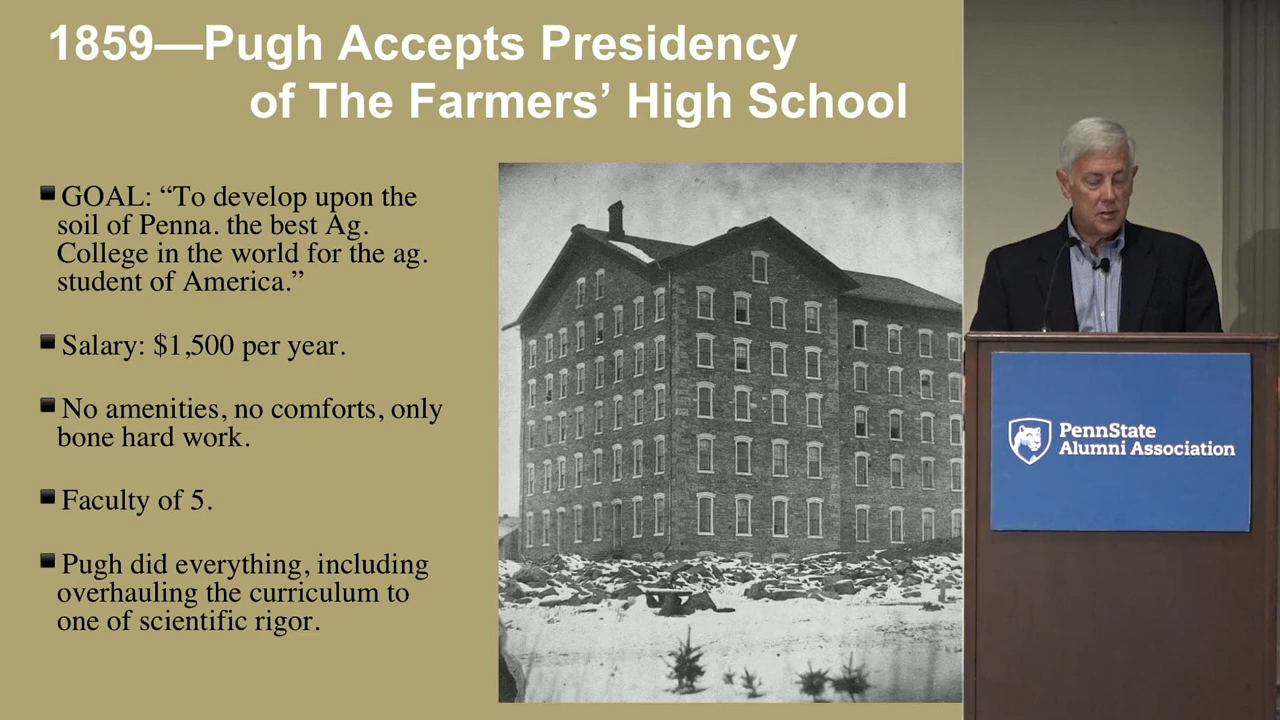 1859—Pugh Accepts Presidency
of The Farmers’ High School
GOAL: “To develop upon the
soil of Penna. the best Ag.
College in the world for the ag.
student of America.”
Salary: $1,500 per year.
No amenities, no comforts, only
bone hard work.
Faculty of 5.
Pugh did everything, including
overhauling the curriculum to
one of scientific rigor.
PennState
Alumni Association